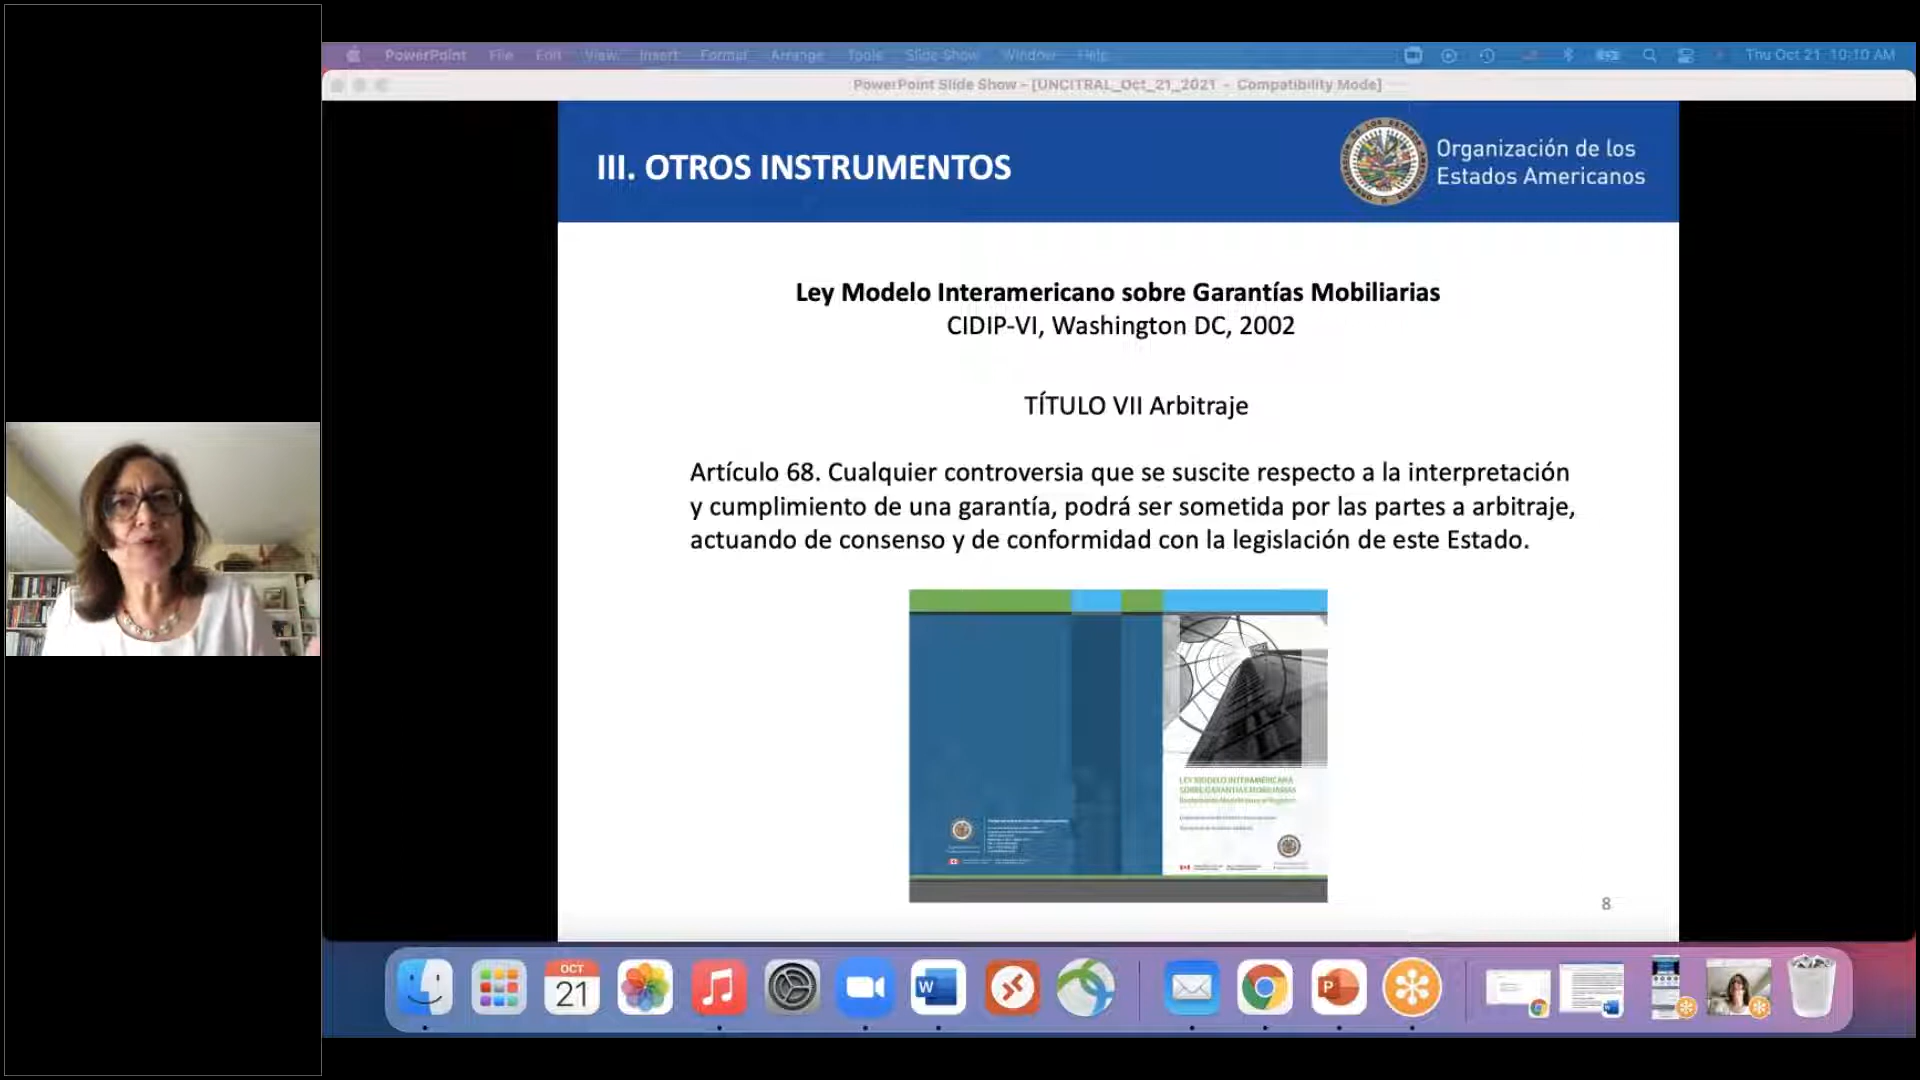 PowerPoint File Edit View Insert Format Arrange Tools Slide Show Window Help Thu Oct 21 10:10 AM
PowerPoint Slide Show - [UNCITRAL_Oct_21_2021 - Compatibility Mode]
III. OTROS INSTRUMENTOS
Organización de los
Estados Americanos
Ley Modelo Interamericano sobre Garantías Mobiliarias
CIDIP-VI, Washington DC, 2002
TÍTULO VII Arbitraje
Artículo 68. Cualquier controversia que se suscite respecto a la interpretación
y cumplimiento de una garantía, podrá ser sometida por las partes a arbitraje,
actuando de consenso y de conformidad con la legislación de este Estado.
LEY MODELO INTERAMERICANA
SOBRE GARANTÍAS MOBILIARIAS
8
OCT
21
W
P